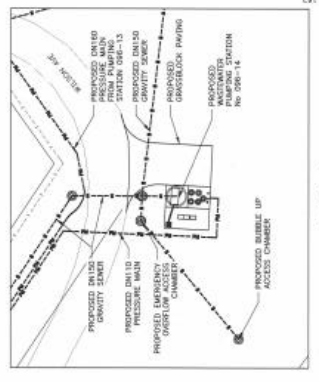 WILSON AVE
PROPOSED DN160
PRESSURE MAIN
FROM PUMPING
STATION 096-13
PROPOSED DN150
GRAVITY SEWER
PROPOSED
GRASSBLOCK PAVING
PROPOSED
WASTEWATER
PUMPING STATION
No 096-14
PROPOSED DN150
GRAVITY SEWER
PROPOSED DN110
PRESSURE MAIN
PROPOSED EMERGENCY
OVERFLOW ACCESS
CHAMBER
PROPOSED BUBBLE UP
ACCESS CHAMBER